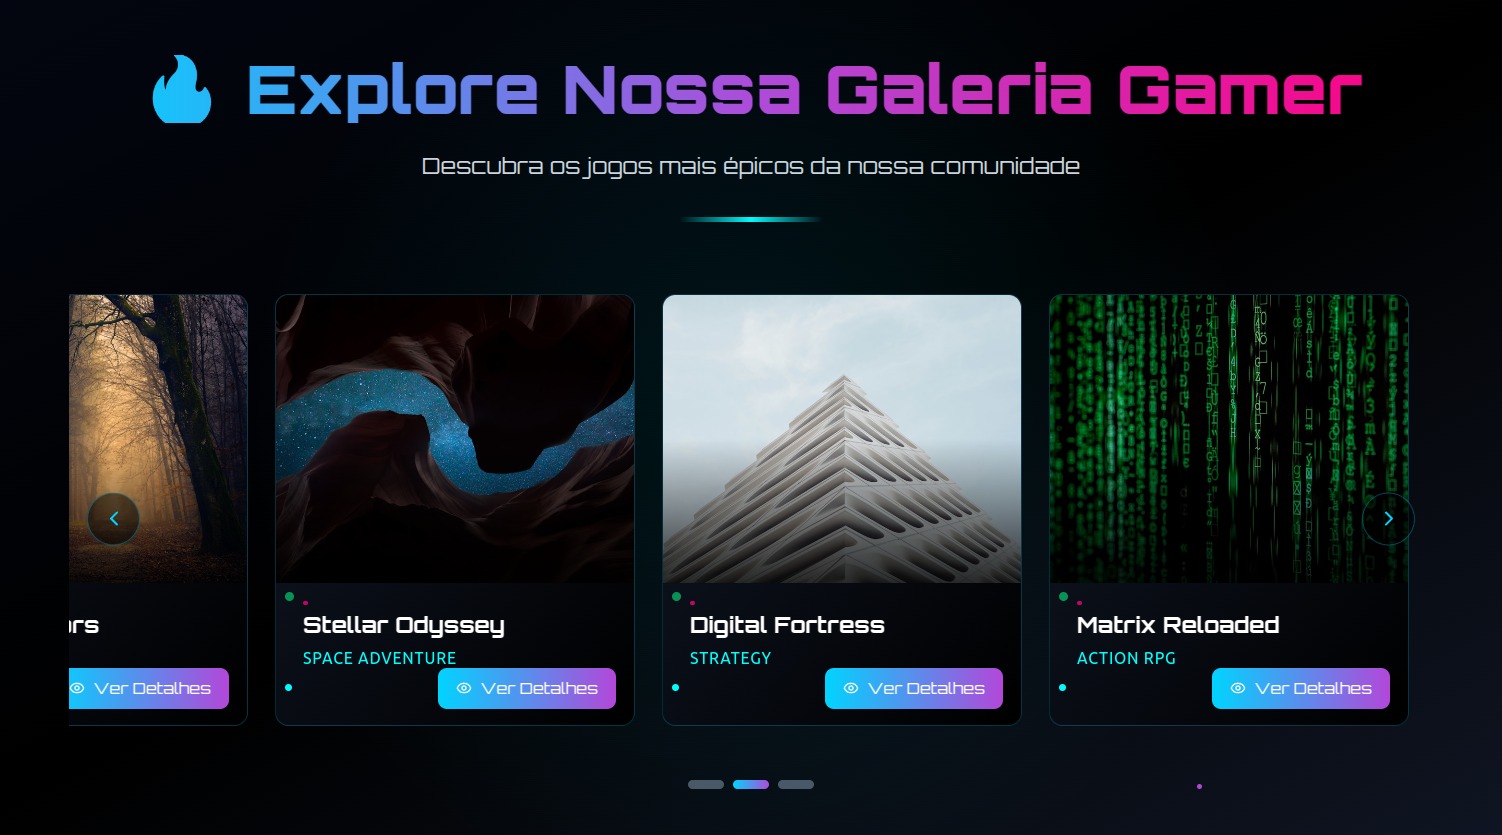 Explore Nossa Galeria Gamer
Descubra os jogos mais épicos da nossa comunidade
ors
Ver Detalhes
Stellar Odyssey
SPACE ADVENTURE
Ver Detalhes
Digital Fortress
STRATEGY
Ver Detalhes
Matrix Reloaded
ACTION RPG
Ver Detalhes